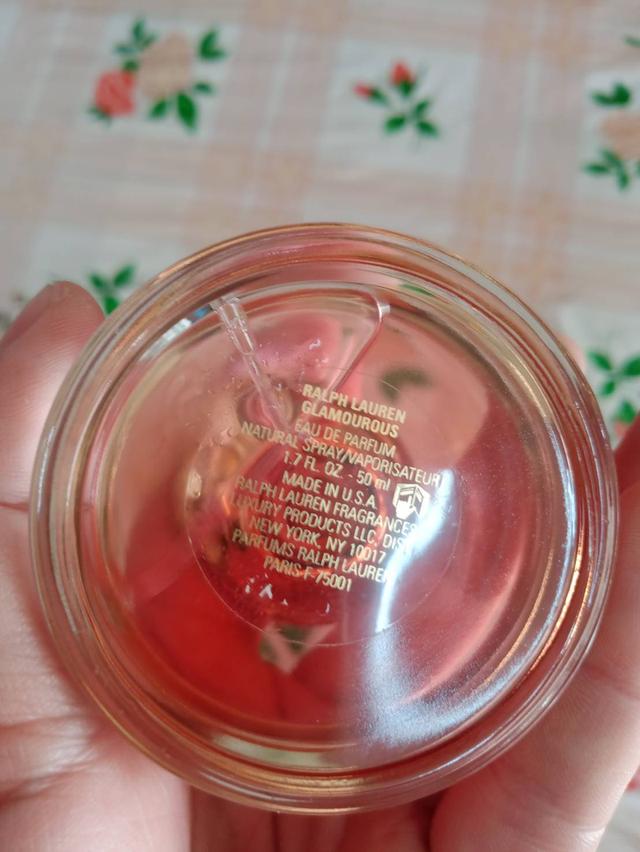 RALPH LAUREN
GLAMOUROUS
EAU DE PARFUM
NATURAL SPRAY/VAPORISATEUR
1.7 FL. OZ. - 50 ml
MADE IN U.S.A.
RALPH LAUREN FRAGRANCES
LUXURY PRODUCTS LLC, DIST
NEW YORK, NY 10017
PARFUMS RALPH LAUREN
PARIS-F-75001